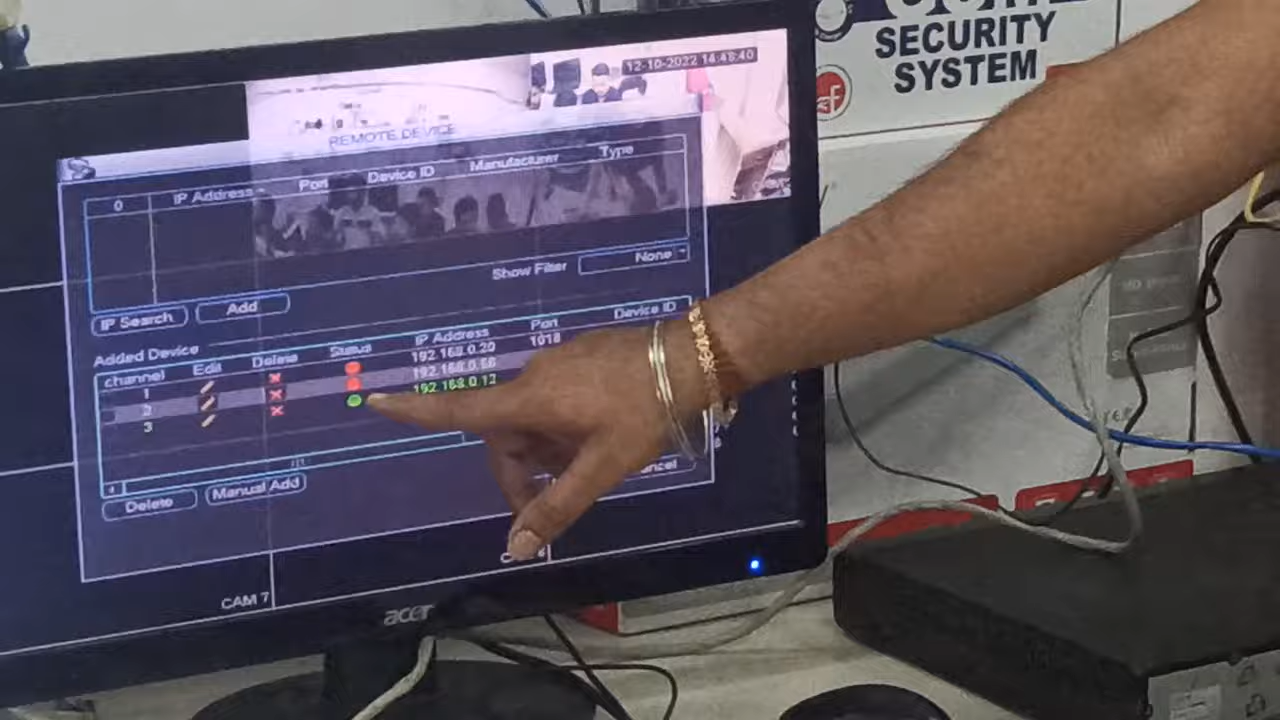 SECURITY
SYSTEM
12-10-2022 14:48:40
REMOTE DEVICE
0 IP Address Port Device ID Manufacturer Type
Show Filter None
IP Search Add
Added Device
channel Edit Delete Status IP Address Port Device ID
1 192.168.0.20 1018
2 192.168.0.56
3 192.168.0.12
Delete Manual Add
CAM 7
acer